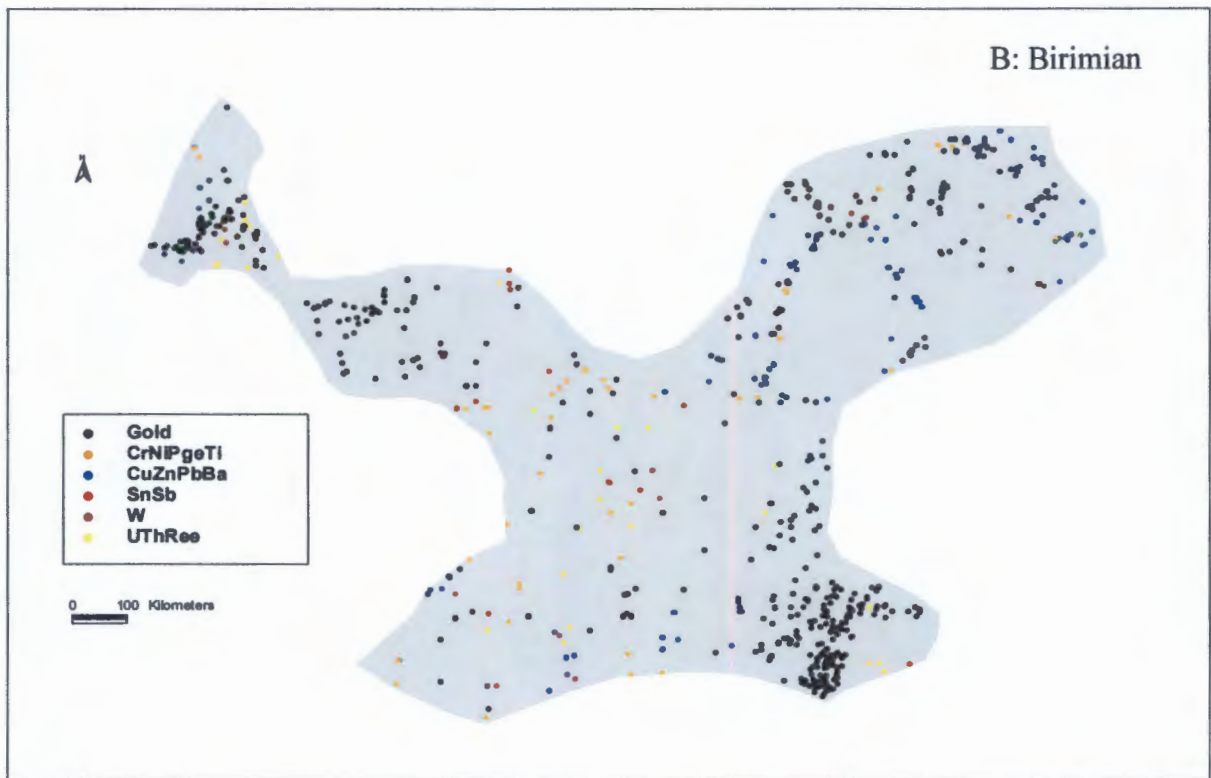 B: Birimian
N
Gold
CrNiPgeTi
CuZnPbBa
SnSb
W
UThRee
0 100 Kilometers